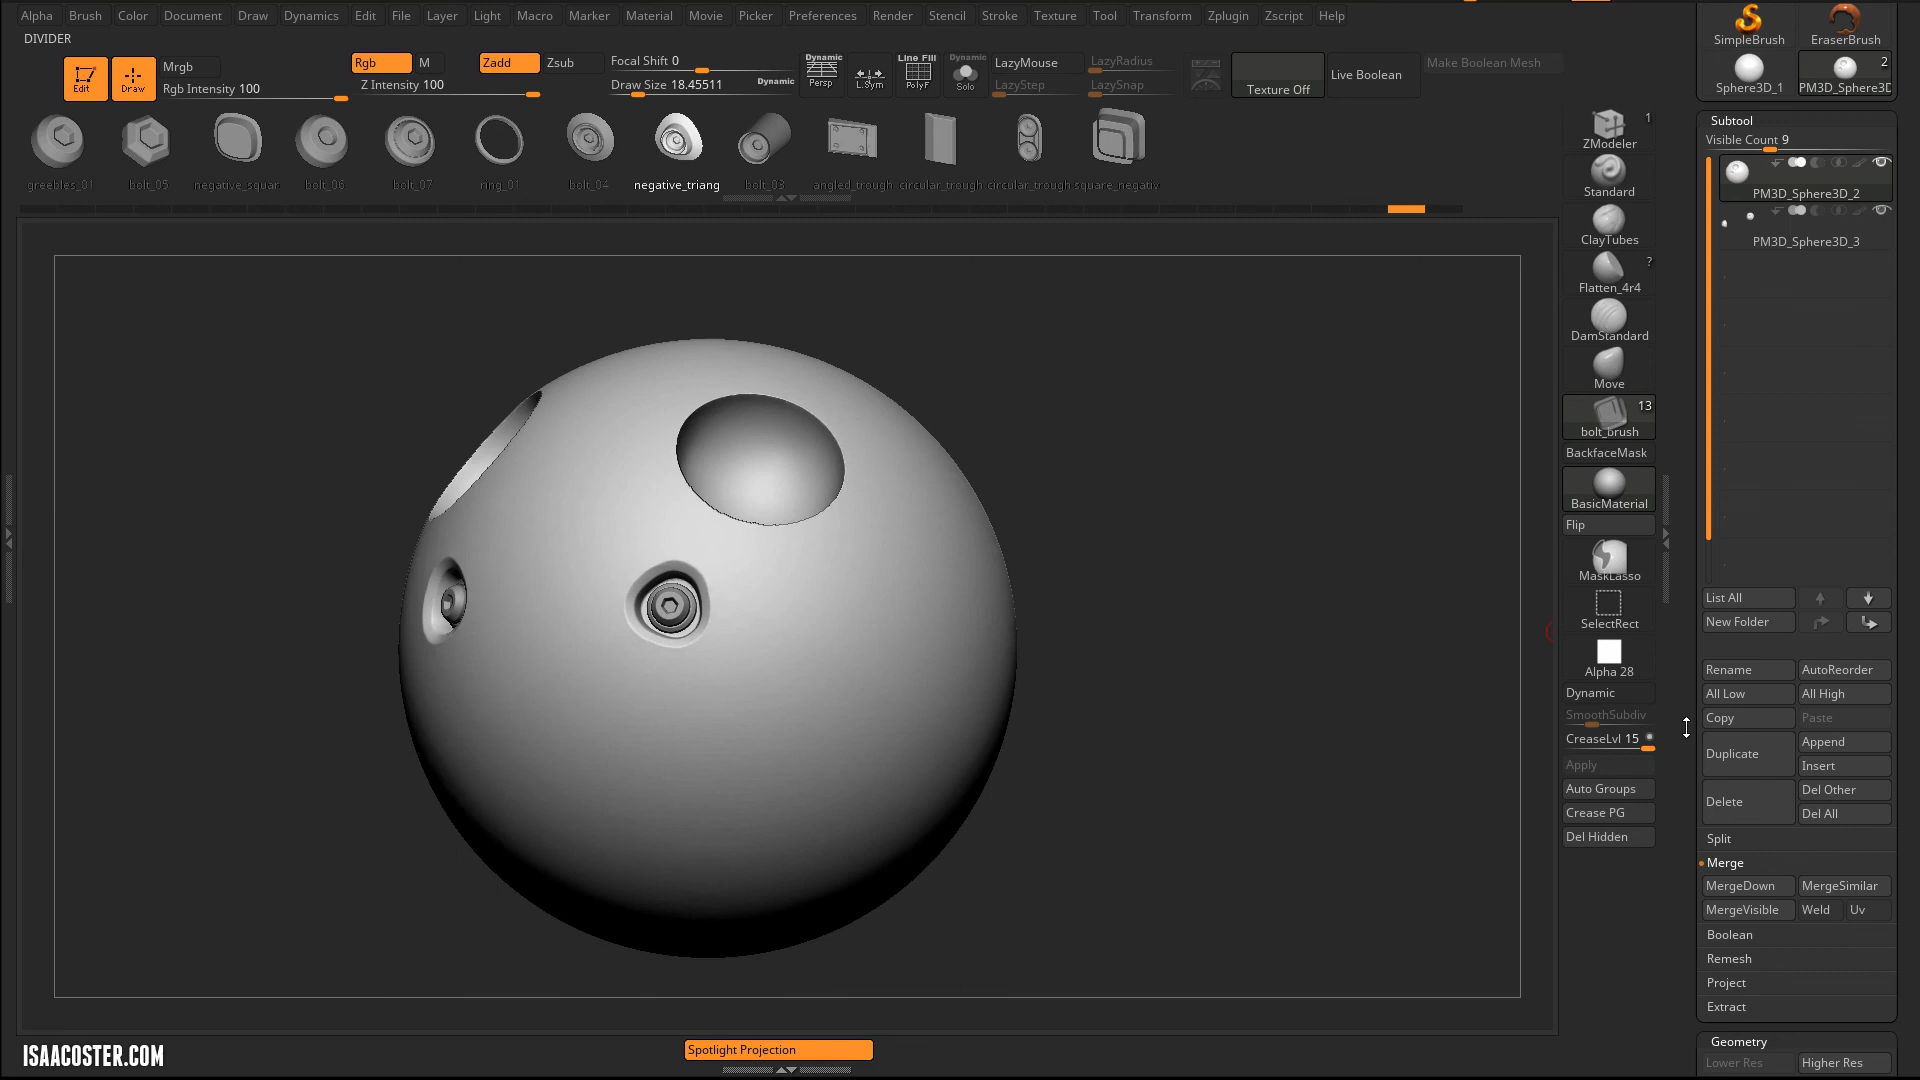 Alpha Brush Color Document Draw Dynamics Edit File Layer Light Macro Marker Material Movie Picker Preferences Render Stencil Stroke Texture Tool Transform Zplugin Zscript Help
DIVIDER
Edit
Draw
Mrgb
Rgb Intensity 100
Rgb M
Z Intensity 100
Zadd Zsub
Focal Shift 0
Draw Size 18.45511
Dynamic
Dynamic
Persp
L.Sym
Line Fill
PolyF
Dynamic
Solo
LazyMouse LazyRadius
LazyStep LazySnap
Texture Off
Live Boolean
Make Boolean Mesh
greebles_01 bolt_05 negative_squar bolt_06 bolt_07 ring_01 bolt_04 negative_triang bolt_03 angled_trough circular_trough circular_trough square_negativ
1
ZModeler
Standard
ClayTubes
?
Flatten_4r4
DamStandard
Move
13
bolt_brush
BackfaceMask
BasicMaterial
Flip
MaskLasso
SelectRect
Alpha 28
Dynamic
SmoothSubdiv
CreaseLvl 15
Apply
Auto Groups
Crease PG
Del Hidden
SimpleBrush EraserBrush
2
Sphere3D_1 PM3D_Sphere3D
Subtool
Visible Count 9
PM3D_Sphere3D_2
PM3D_Sphere3D_3
List All
New Folder
Rename AutoReorder
All Low All High
Copy Paste
Duplicate Append
Insert
Delete Del Other
Del All
Split
Merge
MergeDown MergeSimilar
MergeVisible Weld Uv
Boolean
Remesh
Project
Extract
Geometry
Lower Res Higher Res
Spotlight Projection
ISAACOSTER.COM